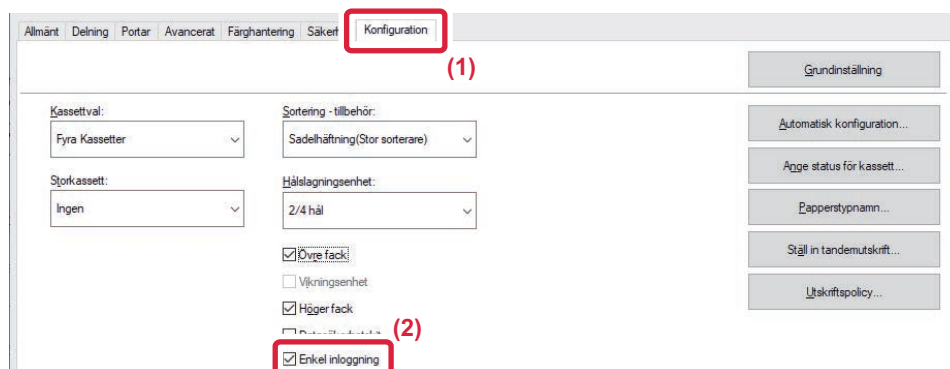 Allmänt Delning Portar Avancerat Färghantering Säkerh Konfiguration
(1)
Grundinställning
Kassettval:
Fyra Kassetter
Sortering - tillbehör:
Sadelhäftning(Stor sorterare)
Automatisk konfiguration...
Ange status för kassett...
Storkassett:
Ingen
Hålslagningsenhet:
2/4 hål
Papperstypnamn...
Ställ in tandemutskrift...
Utskriftspolicy...
Övre fack
Vikningsenhet
Höger fack
(2)
Enkel inloggning